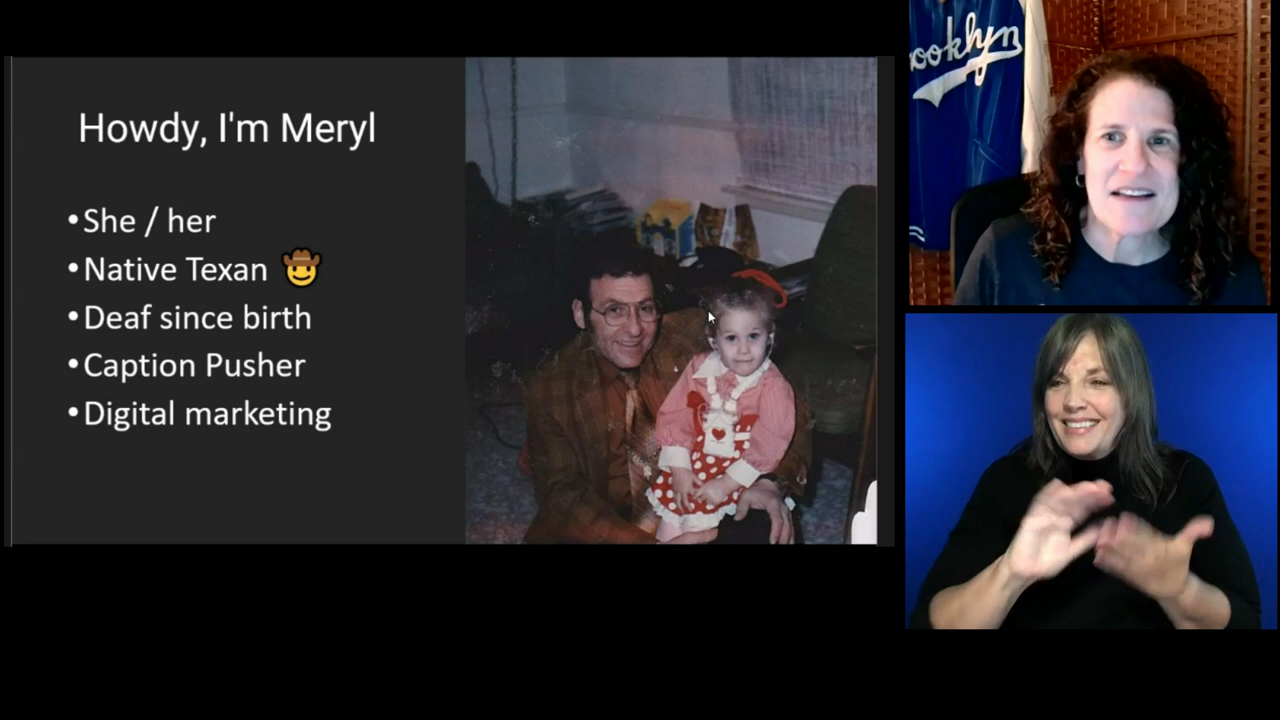 Howdy, I'm Meryl
•She / her
•Native Texan 🤠
•Deaf since birth
•Caption Pusher
•Digital marketing
ooklyn